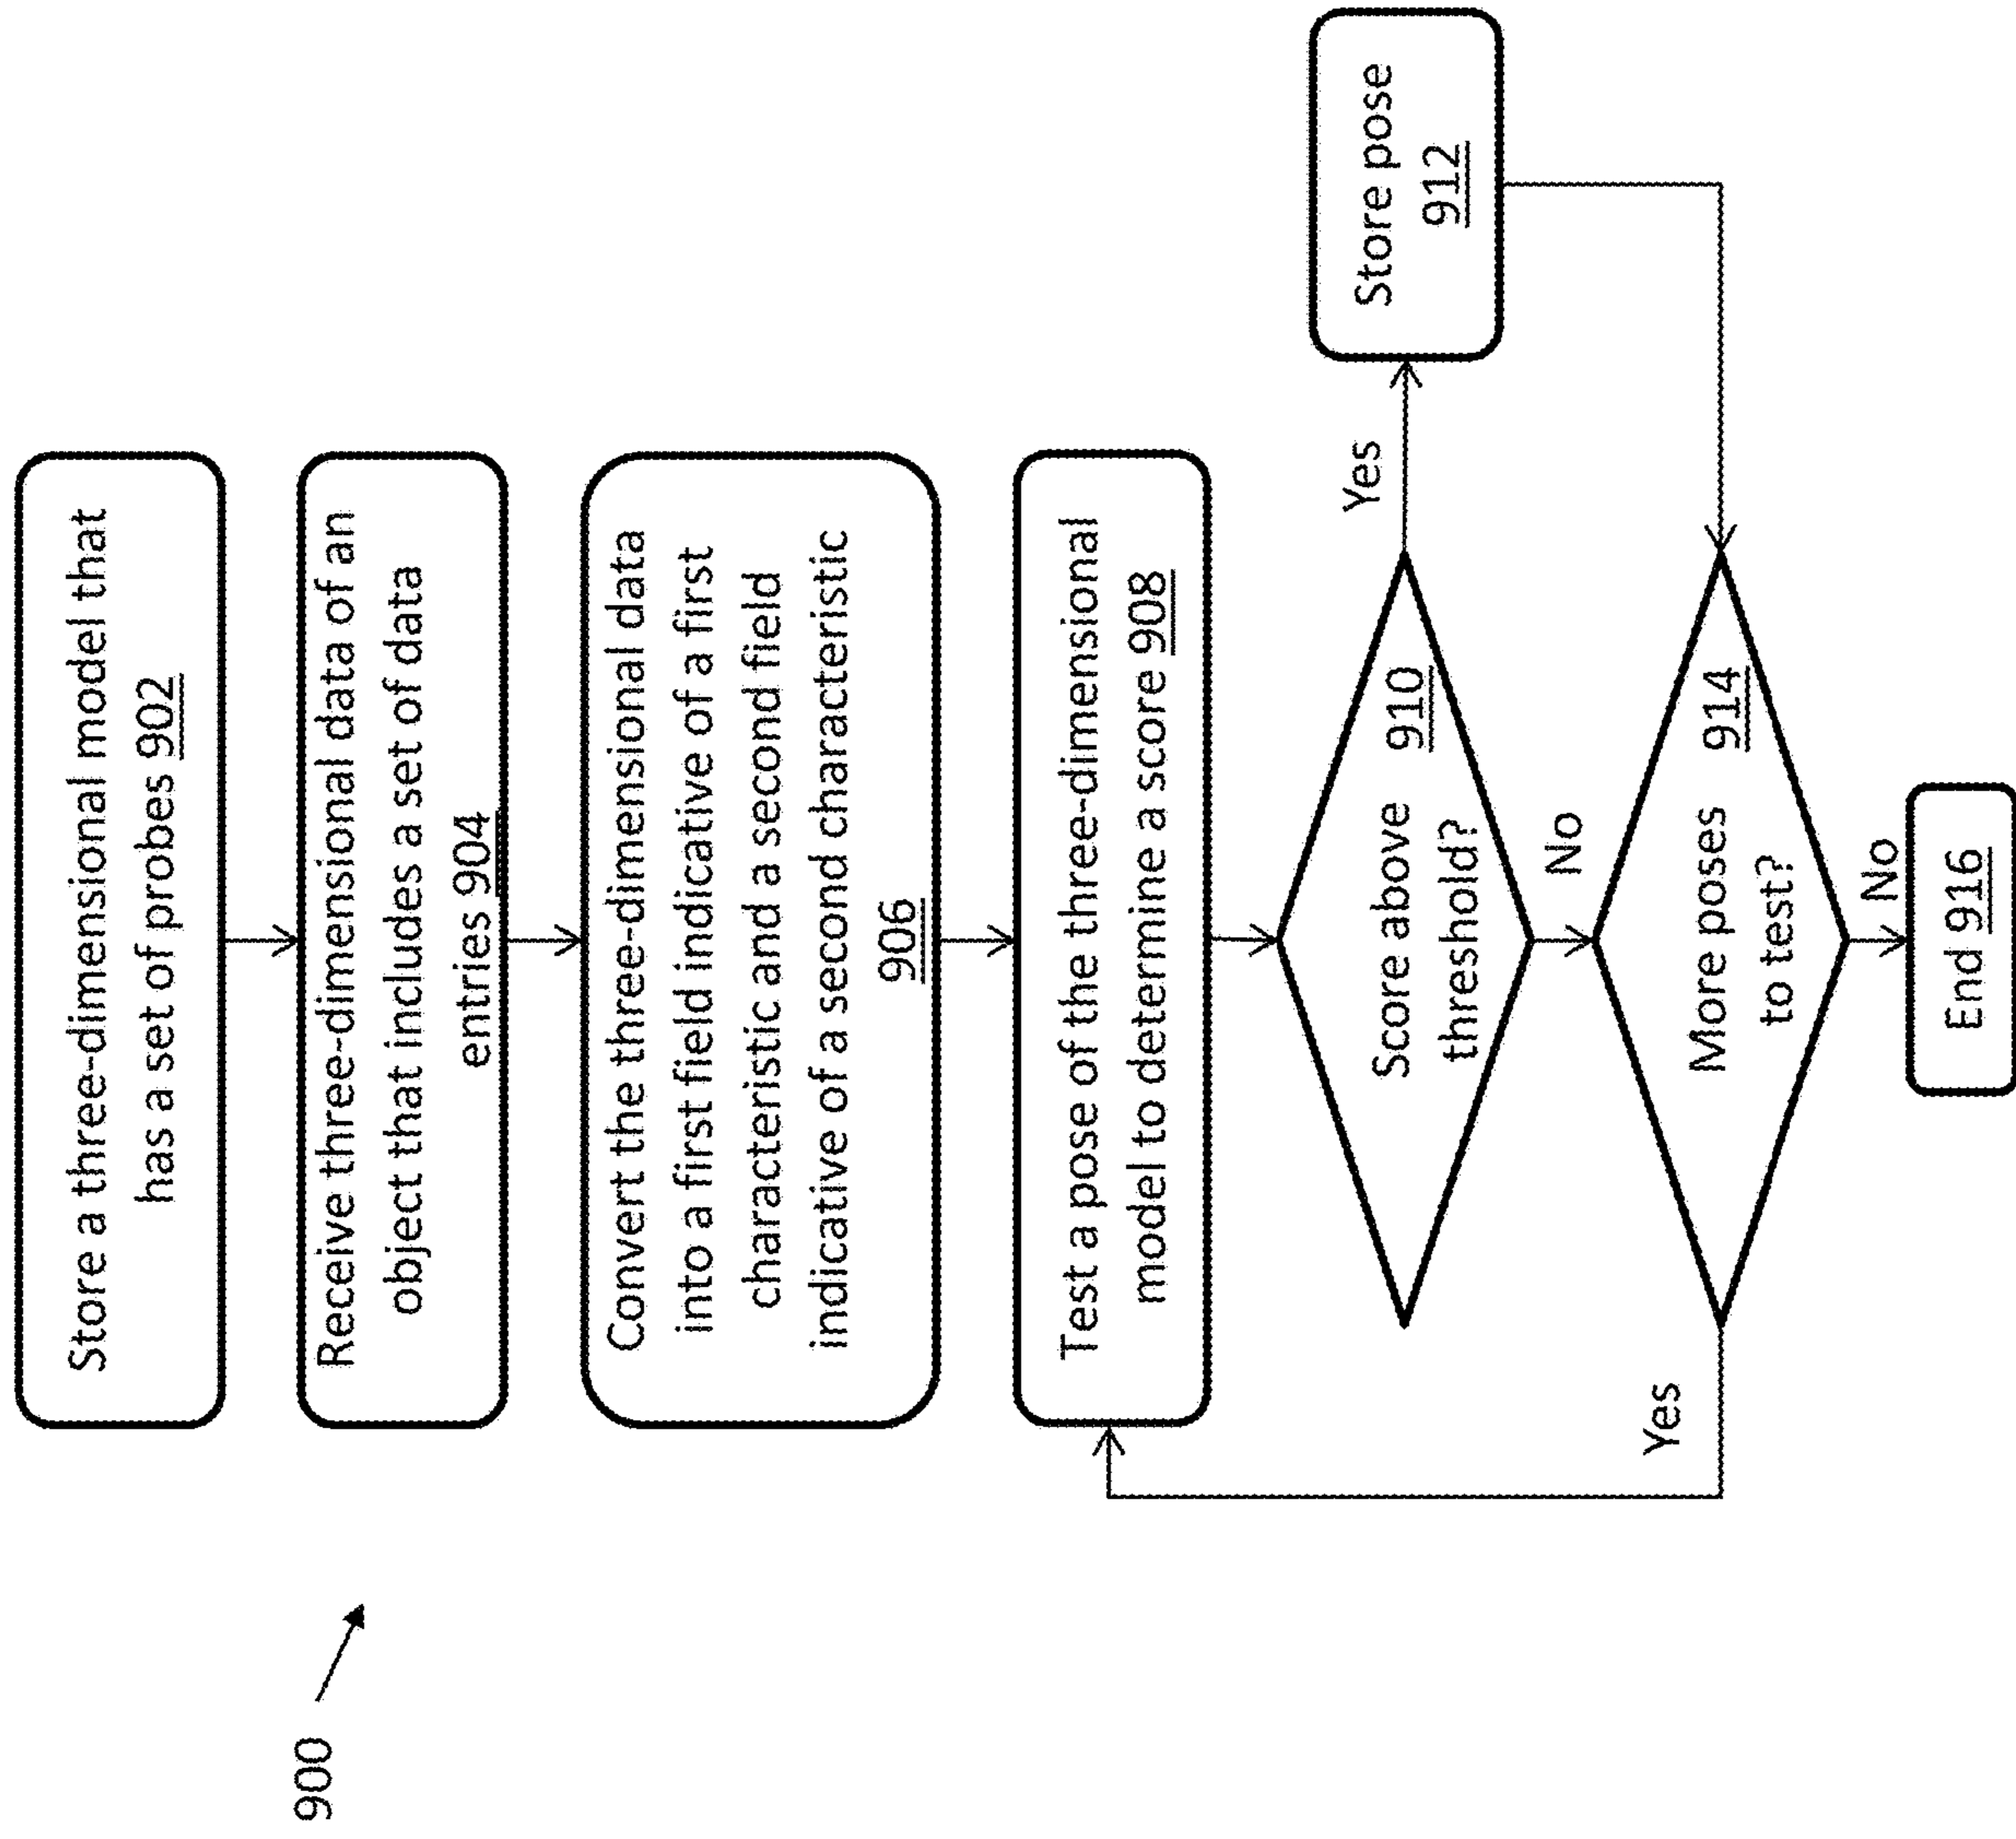 900
Store a three-dimensional model that
has a set of probes 902
Receive three-dimensional data of an
object that includes a set of data
entries 904
Convert the three-dimensional data
into a first field indicative of a first
characteristic and a second field
indicative of a second characteristic
906
Test a pose of the three-dimensional
model to determine a score 908
Score above
threshold?
910
Yes
Store pose
912
No
More poses
to test?
914
Yes
No
End 916